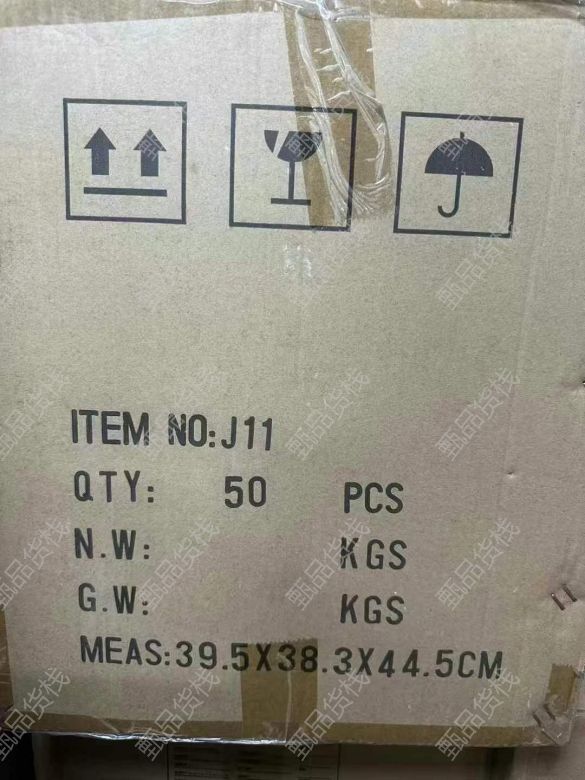 ITEM NO:J11
QTY: 50 PCS
N.W: KGS
G.W: KGS
MEAS:39.5X38.3X44.5CM
甄品货栈